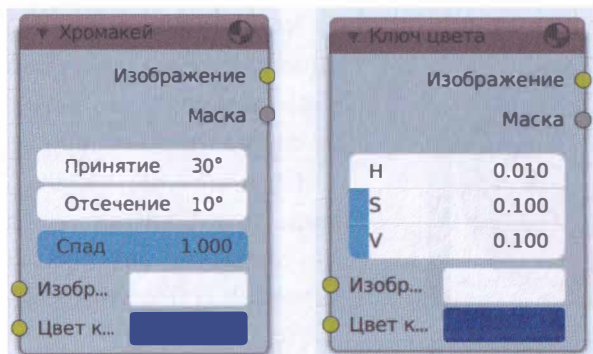 Хромакей
Изображение
Маска
Принятие 30°
Отсечение 10°
Спад 1.000
Изобр...
Цвет к...
Ключ цвета
Изображение
Маска
H 0.010
S 0.100
V 0.100
Изобр...
Цвет к...